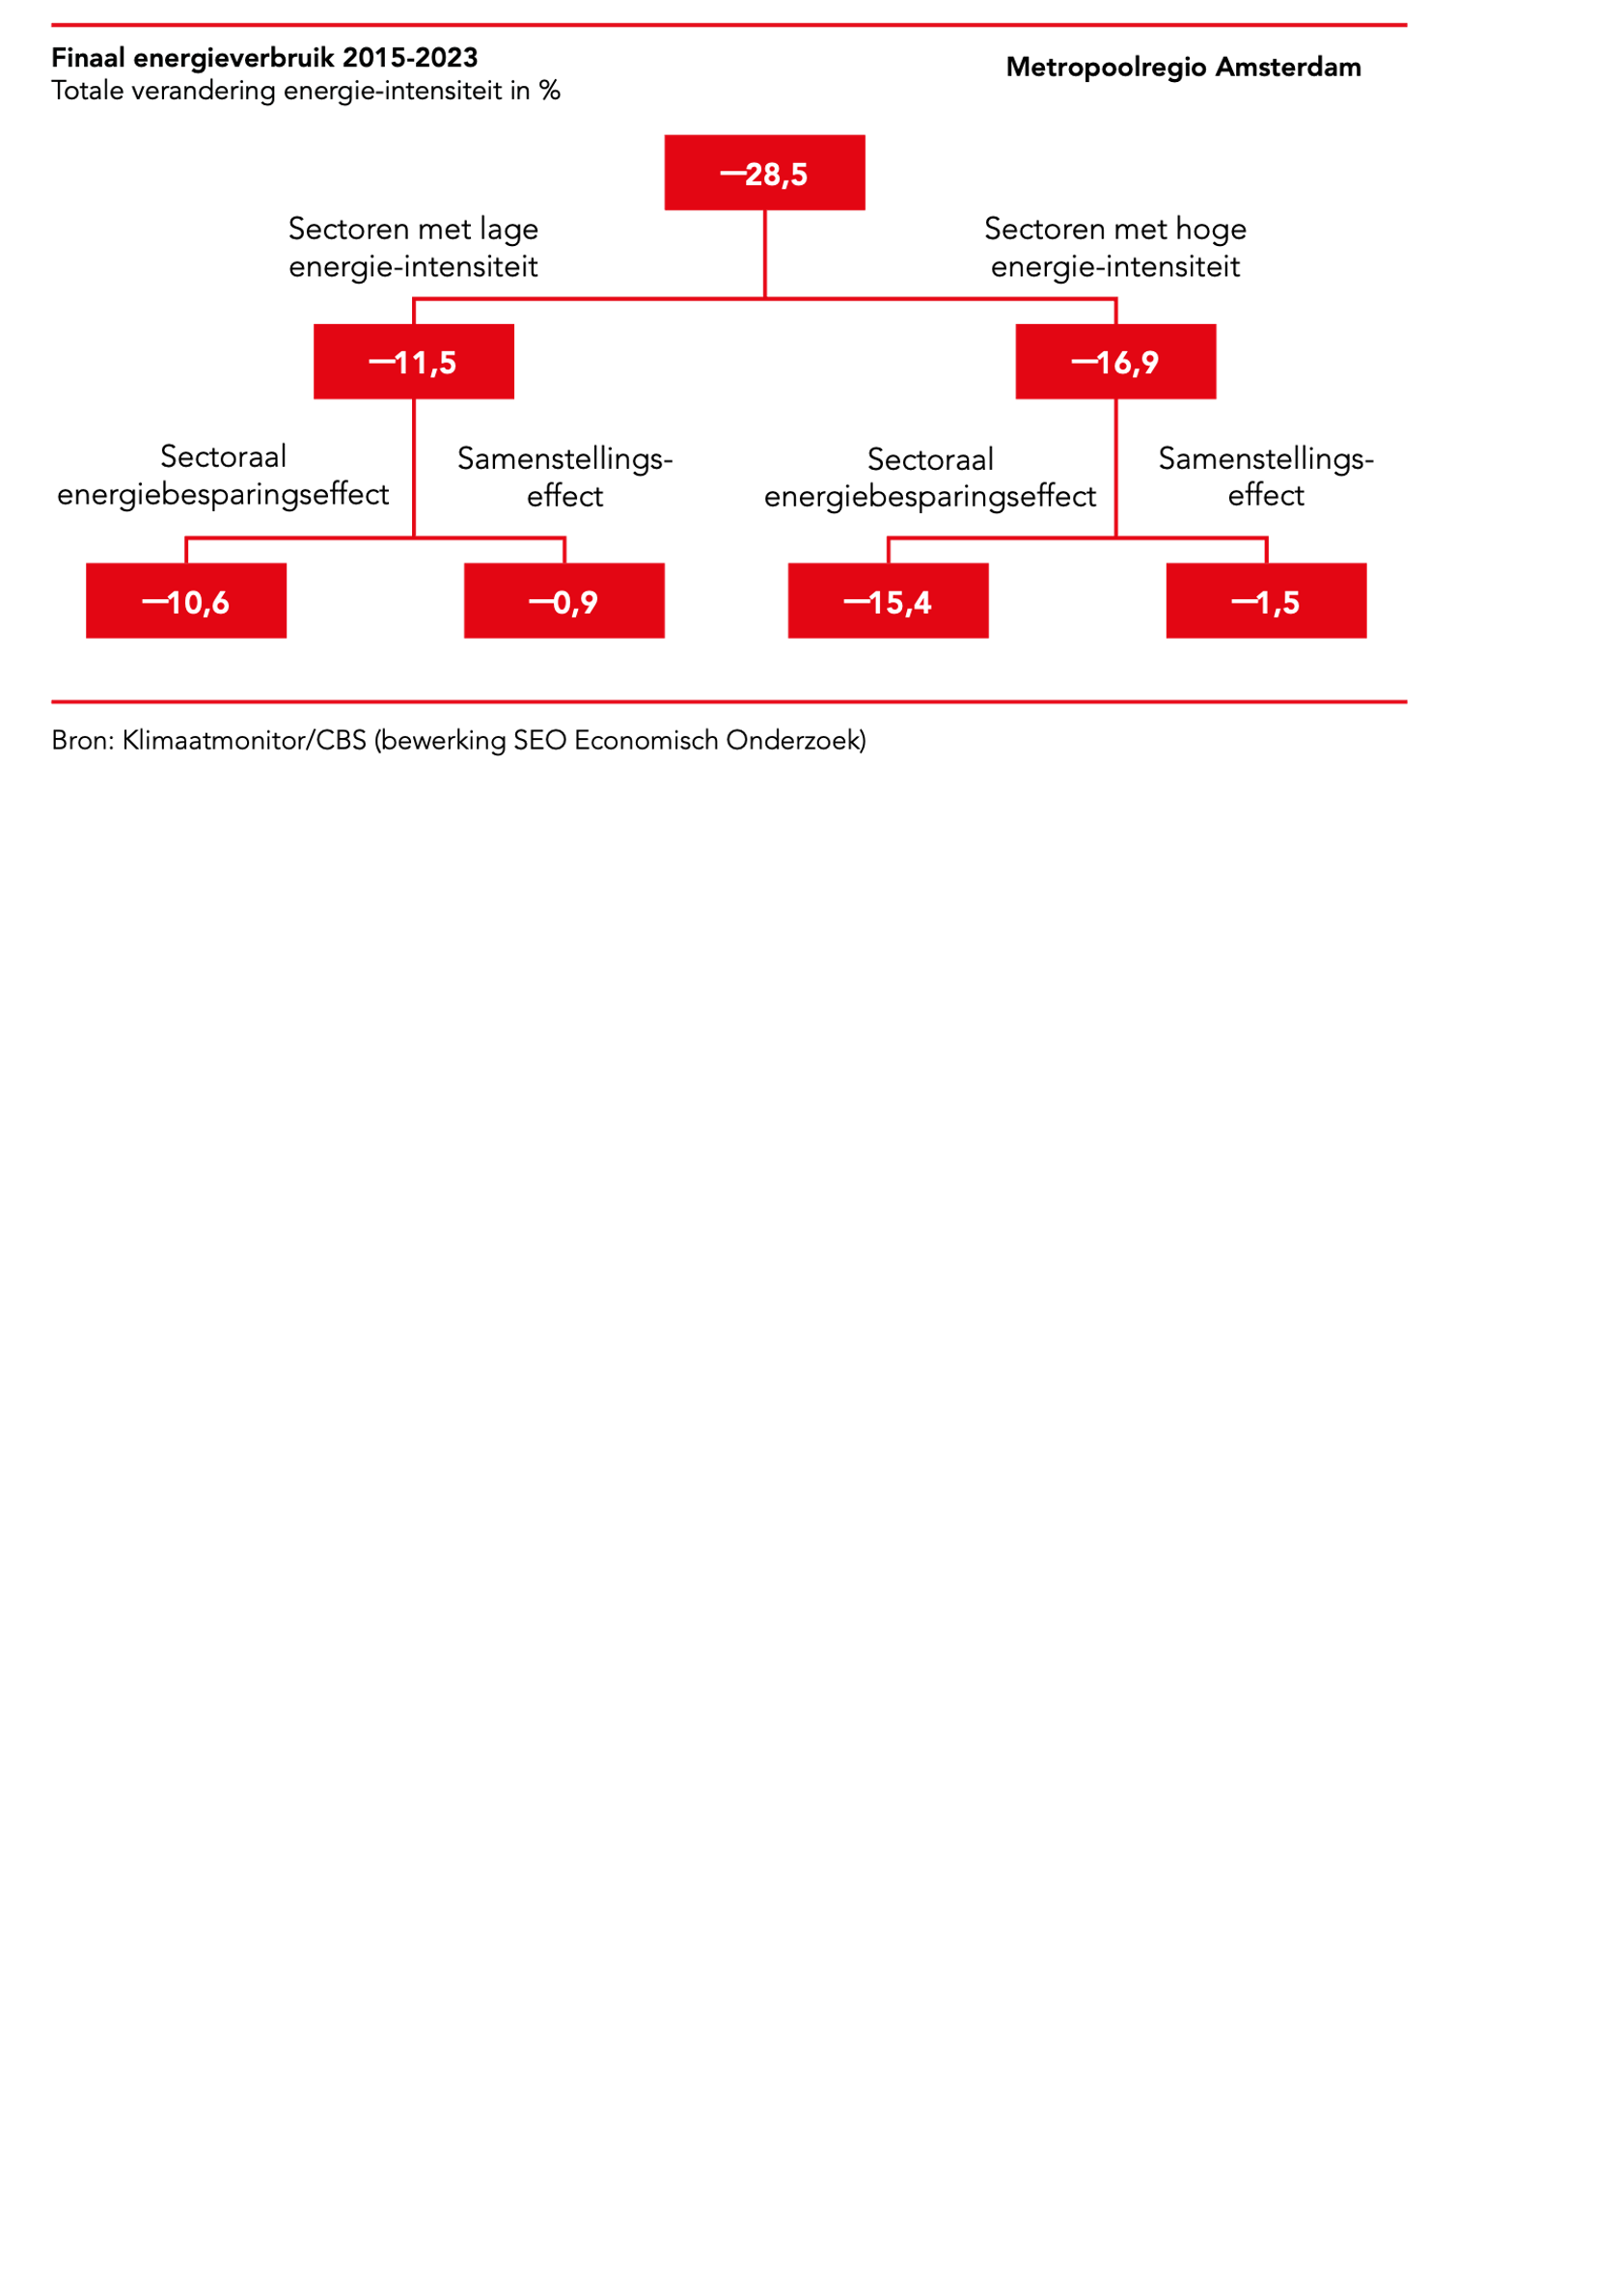 Finaal energieverbruik 2015-2023
Totale verandering energie-intensiteit in %
Metropoolregio Amsterdam
—28,5
Sectoren met lage
energie-intensiteit
Sectoren met hoge
energie-intensiteit
—11,5
—16,9
Sectoraal
energiebesparingseffect
Samenstellings-
effect
Sectoraal
energiebesparingseffect
Samenstellings-
effect
—10,6
—0,9
—15,4
—1,5
Bron: Klimaatmonitor/CBS (bewerking SEO Economisch Onderzoek)